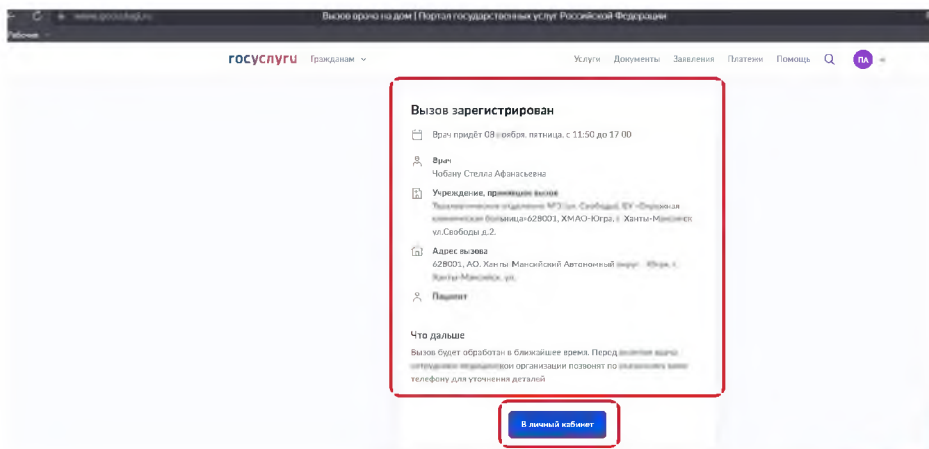 Вызов врача на дом | Портал государственных услуг Российской Федерации
Рабочие
госуслуги Гражданам Услуги Документы Заявления Платежи Помощь ПА
Вызов зарегистрирован
Врач придёт 08 ноября, пятница, с 11:50 до 17:00
Врач
Чобану Стелла Афанасьевна
Учреждение, принявшее вызов
отделение №3 (ул. Свободы), БУ «Окружная
клиническая больница»628001, ХМАО-Югра, г. Ханты-Мансийск
ул.Свободы д.2.
Адрес вызова
628001, АО. Ханты-Мансийский Автономный округ - Югра, г.
Ханты-Мансийск, ул.
Пациент
Что дальше
Вызов будет обработан в ближайшее время. Перед визитом врача
сотрудники медицинской организации позвонят по указанному вами
телефону для уточнения деталей
В личный кабинет